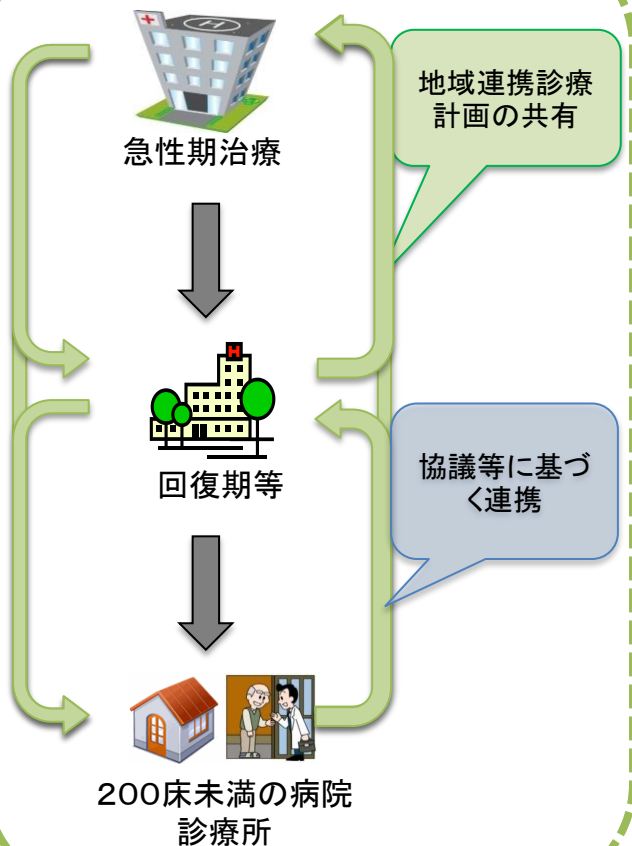 急性期治療
地域連携診療
計画の共有
H
回復期等
協議等に基づ
く連携
200床未満の病院
診療所